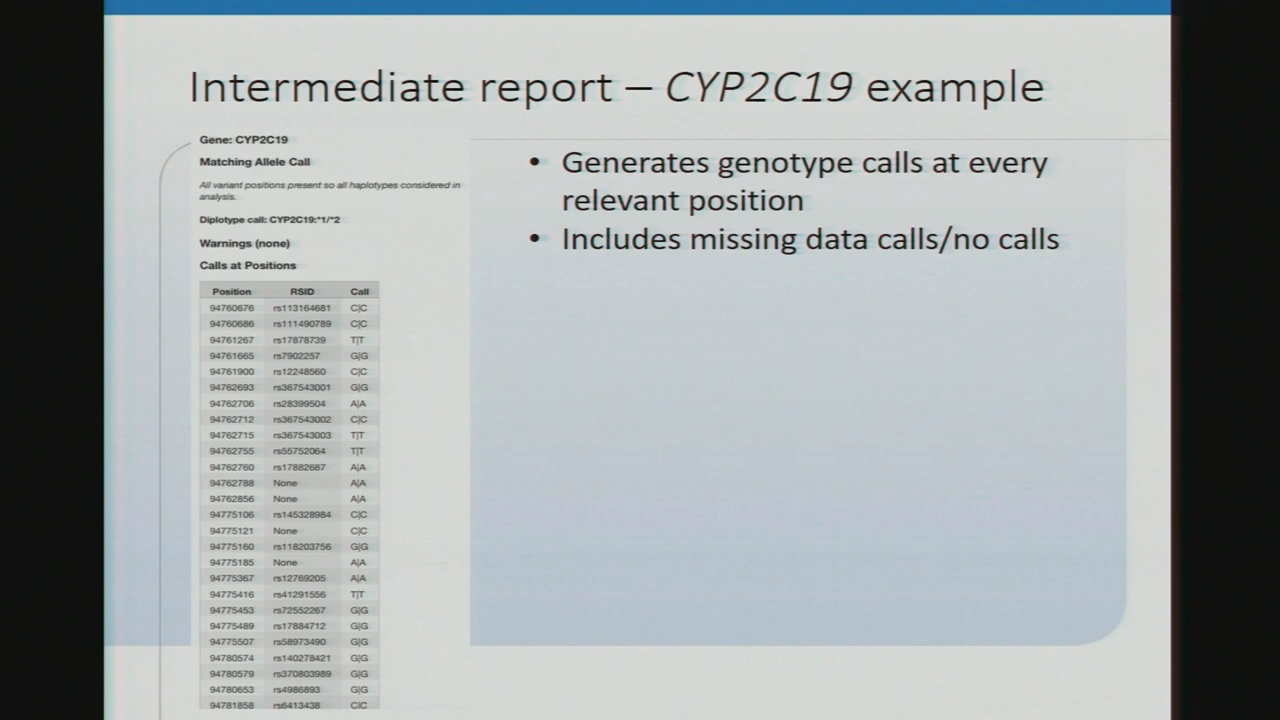 Intermediate report – CYP2C19 example
Gene: CYP2C19
Matching Allele Call
All variant positions present so all haplotypes considered in
analysis.
Diplotype call: CYP2C19:*1/*2
Warnings (none)
Calls at Positions
Position RSID Call
94760676 rs113164681 C|C
94760686 rs111490789 C|C
94761267 rs17878739 T|T
94761665 rs7902257 G|G
94761900 rs12248560 C|C
94762693 rs367543001 G|G
94762706 rs28399504 A|A
94762712 rs367543002 C|C
94762715 rs367543003 T|T
94762755 rs55752064 T|T
94762760 rs17882687 A|A
94762788 None A|A
94762856 None A|A
94775106 rs145328984 C|C
94775121 None C|C
94775160 rs118203756 G|G
94775185 None A|A
94775367 rs12769205 A|A
94775416 rs41291556 T|T
94775453 rs72552267 G|G
94775489 rs17884712 G|G
94775507 rs58973490 G|G
94780574 rs140278421 G|G
94780579 rs370803989 G|G
94780653 rs4986893 G|G
94781858 rs6413438 C|C
• Generates genotype calls at every
relevant position
• Includes missing data calls/no calls